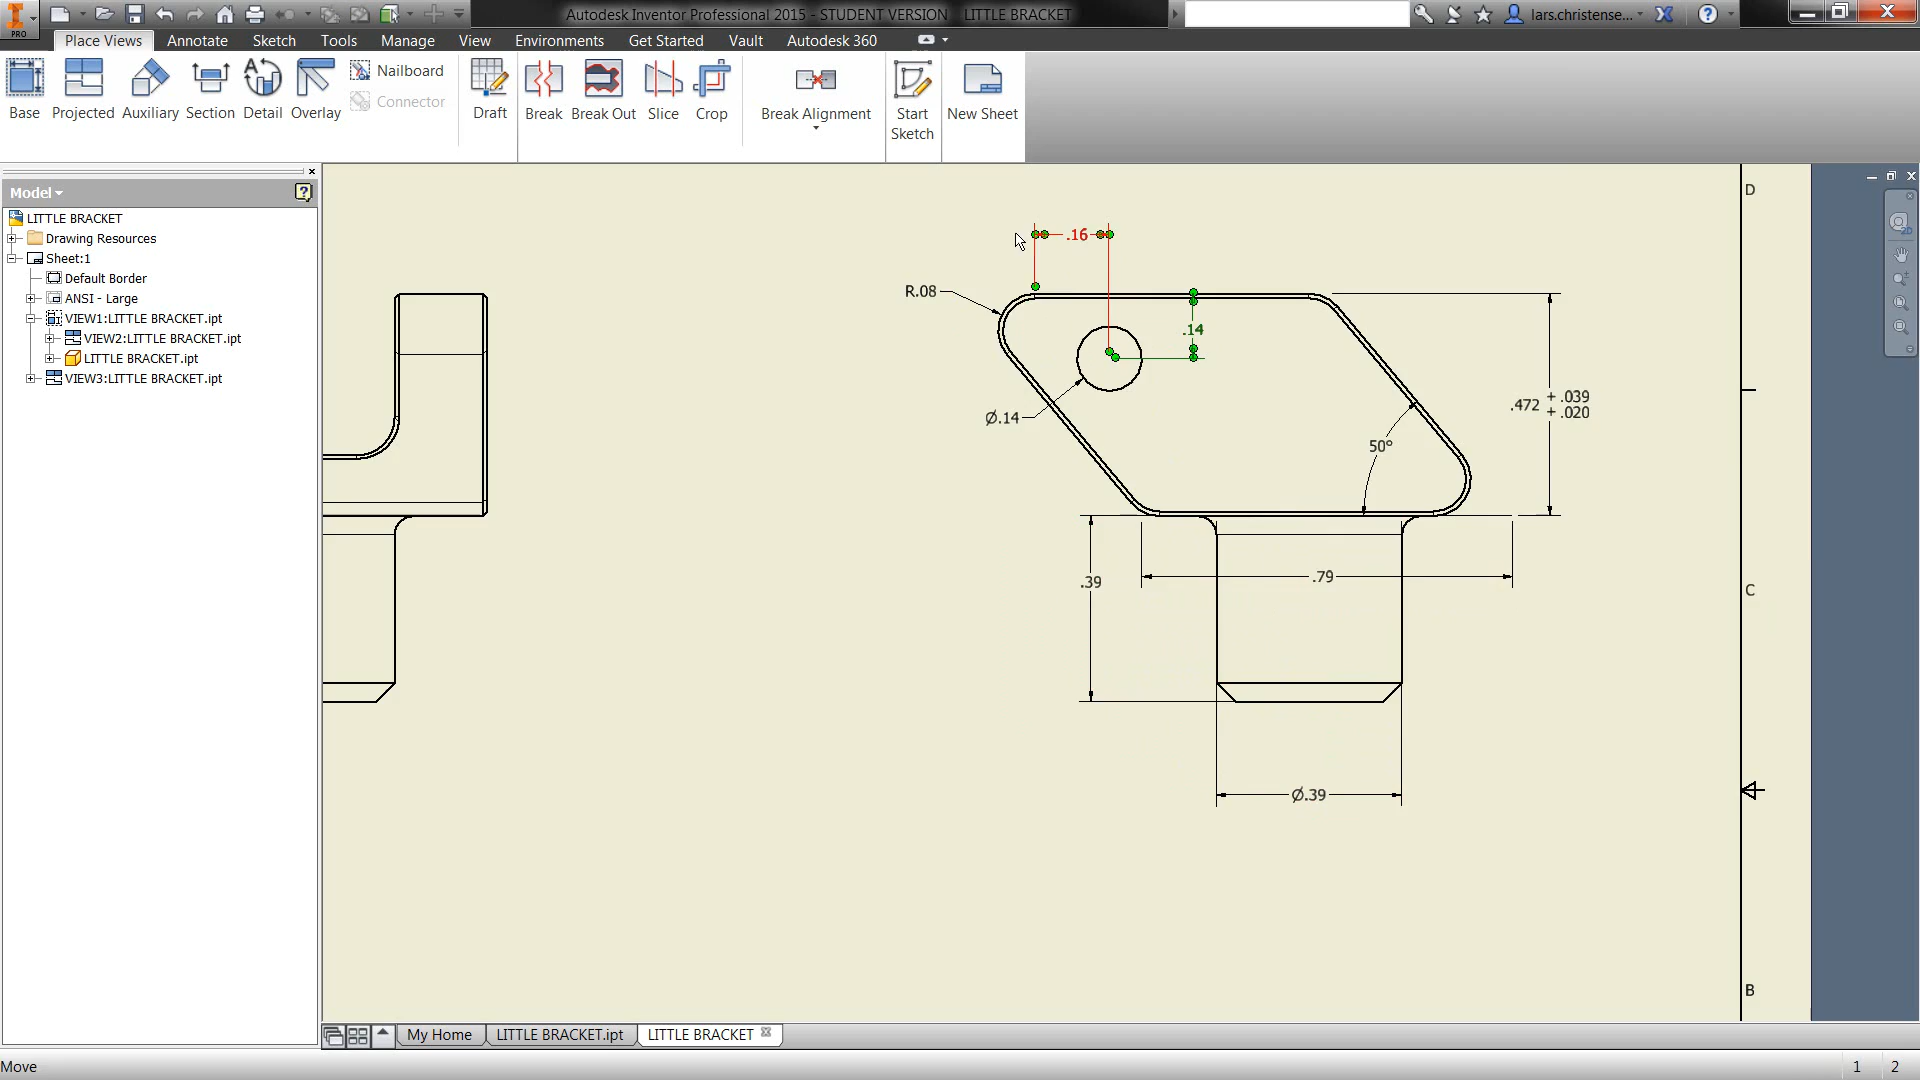 Autodesk Inventor Professional 2015 - STUDENT VERSION LITTLE BRACKET
lars.christense...
PRO
Place Views Annotate Sketch Tools Manage View Environments Get Started Vault Autodesk 360
Base Projected Auxiliary Section Detail Overlay
Nailboard
Connector
Draft Break Break Out Slice Crop Break Alignment
Start
Sketch
New Sheet
Model
LITTLE BRACKET
Drawing Resources
Sheet:1
Default Border
ANSI - Large
VIEW1:LITTLE BRACKET.ipt
VIEW2:LITTLE BRACKET.ipt
LITTLE BRACKET.ipt
VIEW3:LITTLE BRACKET.ipt
D
.16
R.08
.14
Ø.14
50°
.472 + .039
+ .020
.39
.79
C
Ø.39
B
My Home LITTLE BRACKET.ipt LITTLE BRACKET
Move
1 2